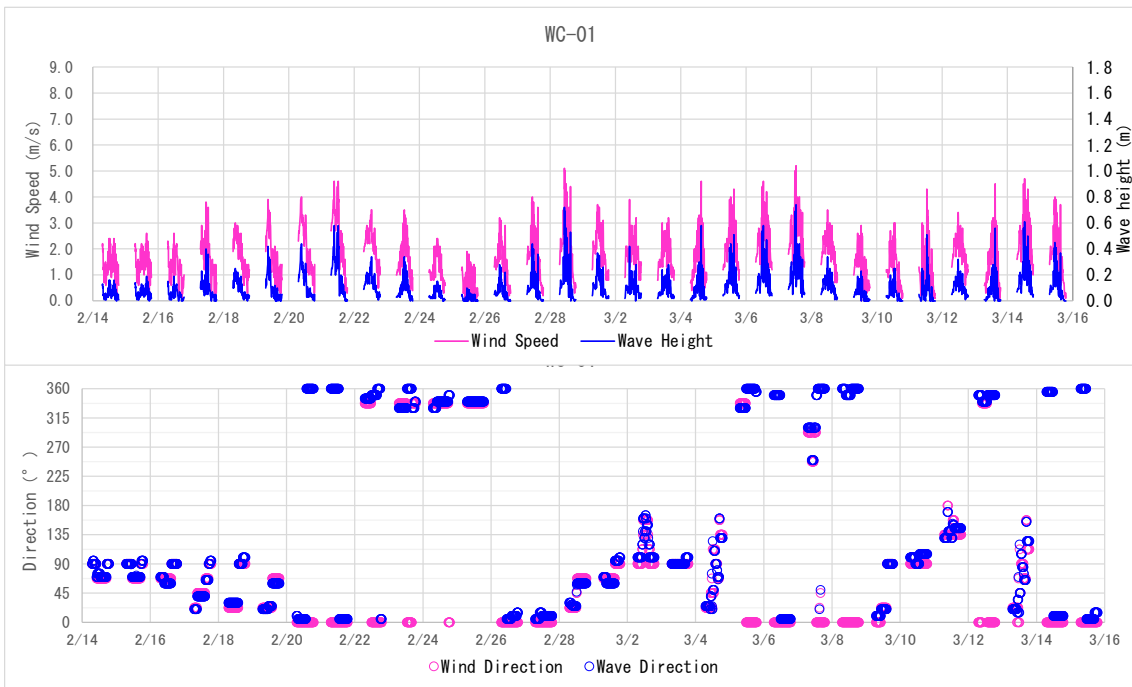 WC-01
9.0 8.0 7.0 6.0 5.0 4.0 3.0 2.0 1.0 0.0
Wind Speed (m/s)
1.8 1.6 1.4 1.2 1.0 0.8 0.6 0.4 0.2 0.0
Wave height (m)
2/14 2/16 2/18 2/20 2/22 2/24 2/26 2/28 3/2 3/4 3/6 3/8 3/10 3/12 3/14 3/16
Wind Speed Wave Height
360 315 270 225 180 135 90 45 0
Direction (°)
2/14 2/16 2/18 2/20 2/22 2/24 2/26 2/28 3/2 3/4 3/6 3/8 3/10 3/12 3/14 3/16
Wind Direction Wave Direction